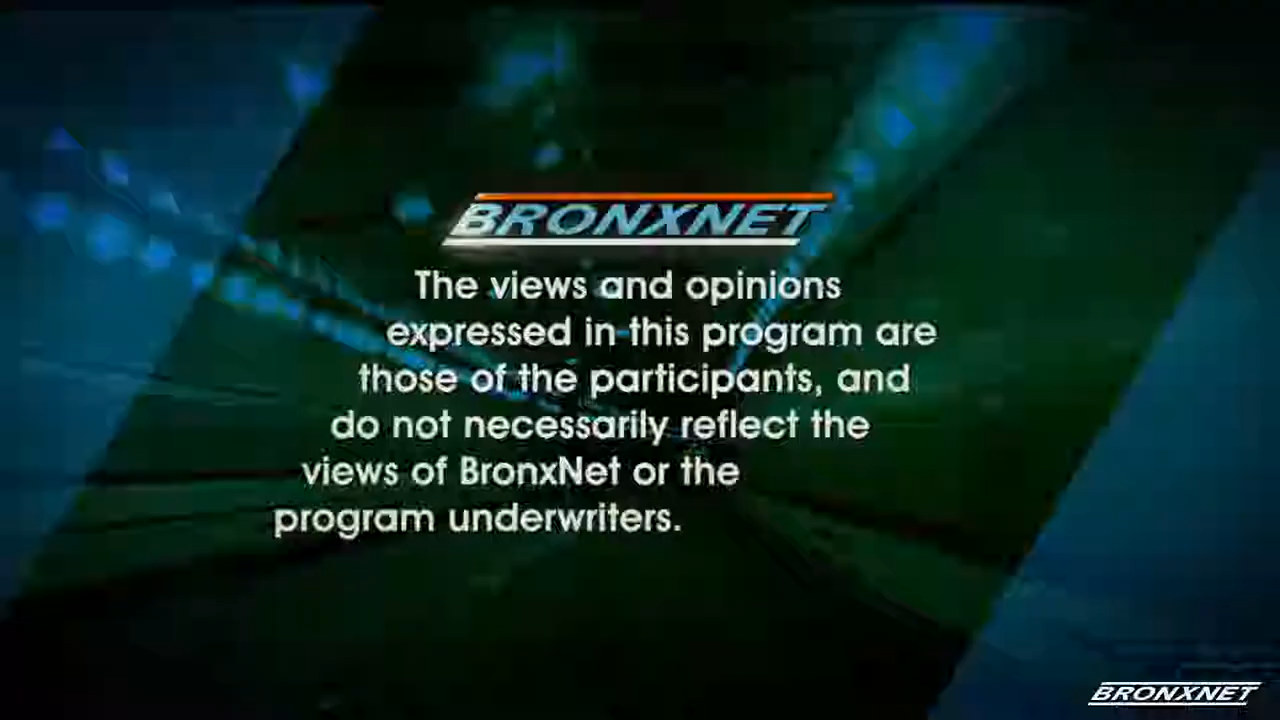 BRONXNET
The views and opinions
expressed in this program are
those of the participants, and
do not necessarily reflect the
views of BronxNet or the
program underwriters.
BRONXNET